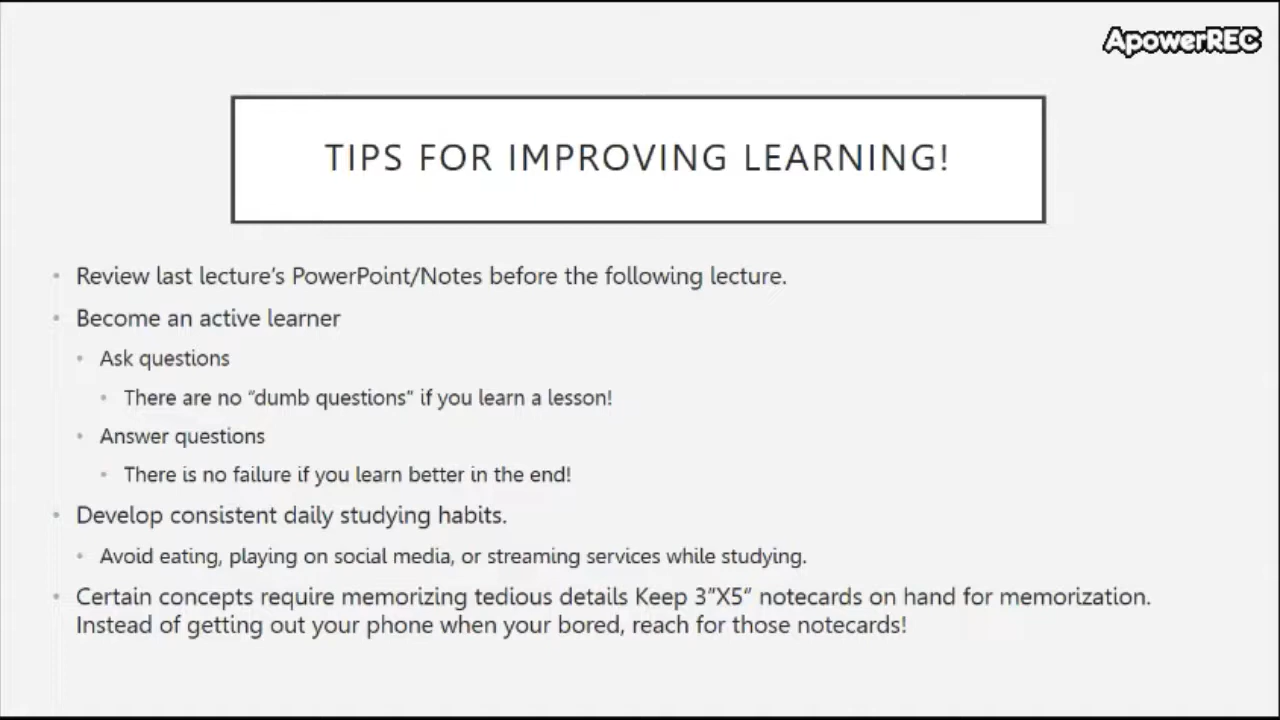 ApowerREC
TIPS FOR IMPROVING LEARNING!
• Review last lecture’s PowerPoint/Notes before the following lecture.
• Become an active learner
• Ask questions
• There are no “dumb questions” if you learn a lesson!
• Answer questions
• There is no failure if you learn better in the end!
• Develop consistent daily studying habits.
• Avoid eating, playing on social media, or streaming services while studying.
• Certain concepts require memorizing tedious details Keep 3”X5” notecards on hand for memorization.
Instead of getting out your phone when your bored, reach for those notecards!